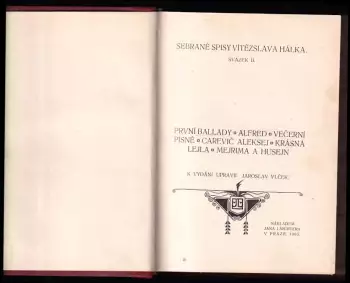 SEBRANÉ SPISY VÍTĚZSLAVA HÁLKA.
SVAZEK II.
PRVNÍ BALLADY * ALFRED * VEČERNÍ
PÍSNĚ * CAREVIČ ALEKSEJ * KRÁSNÁ
LEJLA * MEJRIMA A HUSEJN
K VYDÁNÍ UPRAVIL JAROSLAV VLČEK.
NÁKLADEM
JANA LAICHTERA
V PRAZE